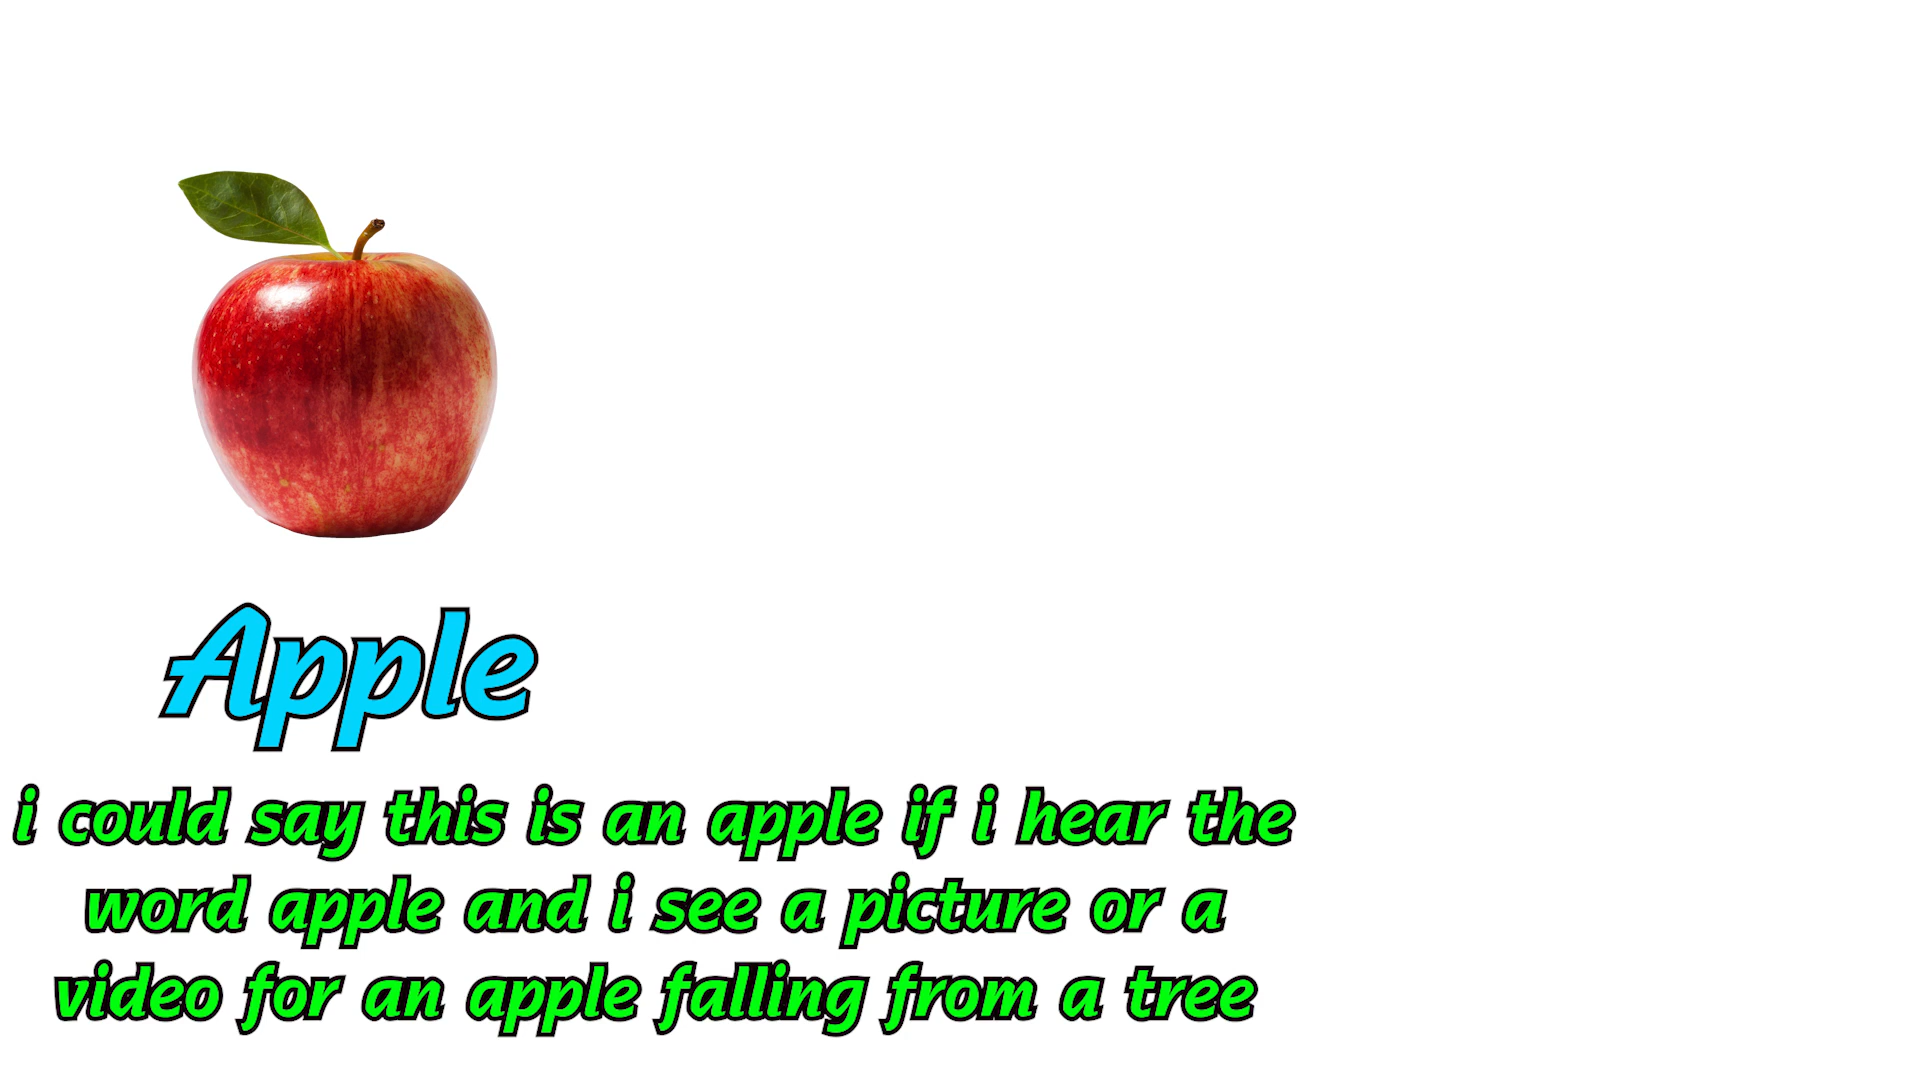 Apple
i could say this is an apple if i hear the
word apple and i see a picture or a
video for an apple falling from a tree